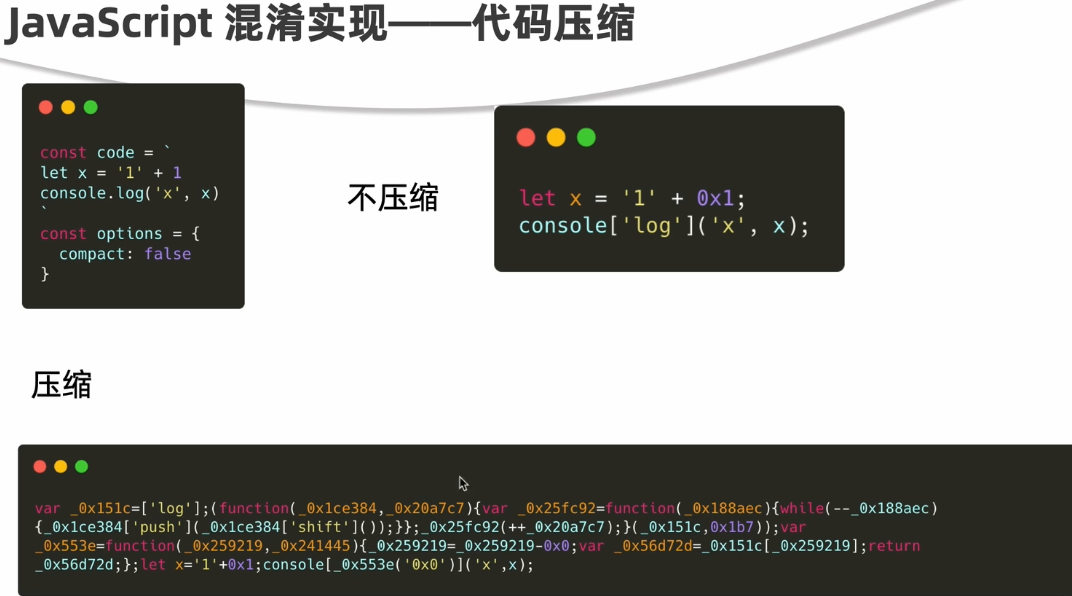 JavaScript 混淆实现——代码压缩
const code = `
let x = '1' + 1
console.log('x', x)
`
const options = {
  compact: false
}
不压缩
let x = '1' + 0x1;
console['log']('x', x);
压缩
var _0x151c=['log'];(function(_0x1ce384,_0x20a7c7){var _0x25fc92=function(_0x188aec){while(--_0x188aec)
{_0x1ce384['push'](_0x1ce384['shift']());}};_0x25fc92(++_0x20a7c7);}(_0x151c,0x1b7));var
_0x553e=function(_0x259219,_0x241445){_0x259219=_0x259219-0x0;var _0x56d72d=_0x151c[_0x259219];return
_0x56d72d;};let x='1'+0x1;console[_0x553e('0x0')]('x',x);